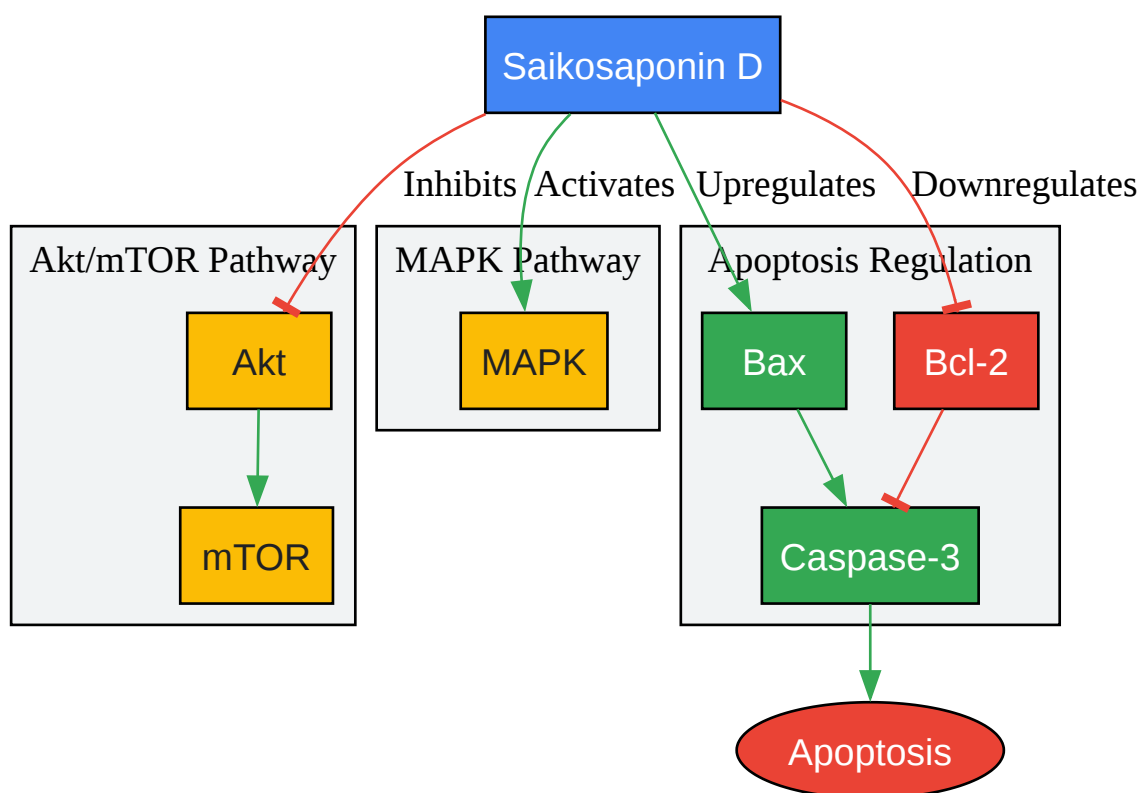 Saikosaponin D
Inhibits Activates Upregulates Downregulates
Akt/mTOR Pathway MAPK Pathway Apoptosis Regulation
Akt MAPK Bax Bcl-2
mTOR Caspase-3
Apoptosis